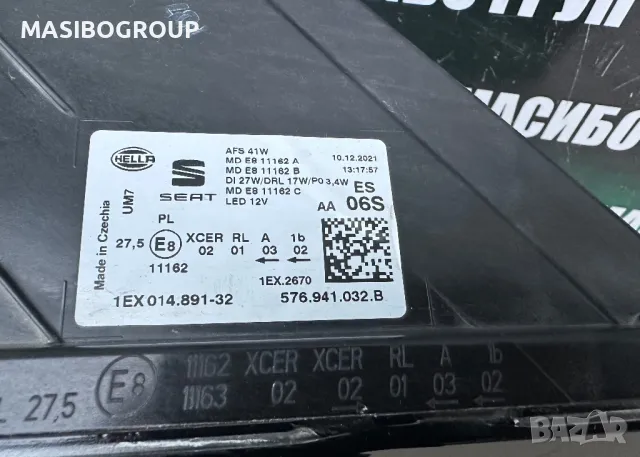 MASIBOGROUP
HELLA
SEAT
AFS 41W
MD E8 11162 A
MD E8 11162 B
DI 27W/DRL 17W/PO 3,4W
MD E8 11162 C
LED 12V
10.12.2021
13:17:57
ES
AA 06S
Made in Czechia
UM7
PL
27,5 E8 XCER RL A 1b
02 01 03 02
11162
1EX.2670
1EX 014.891-32
576.941.032.B
L 27,5 E8 11162 XCER XCER RL A 1b
11163 02 02 01 03 02
BAZAR